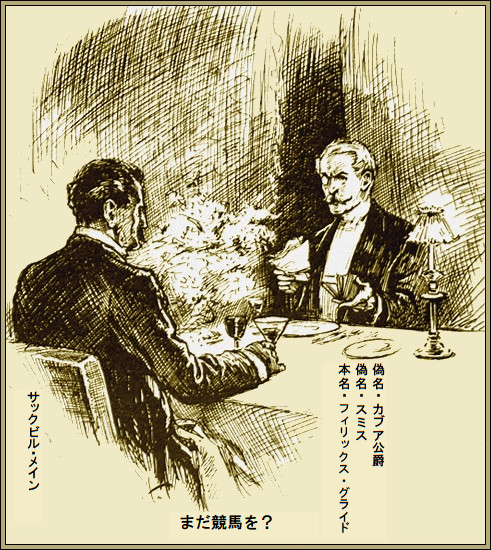 偽名・カブア公爵
偽名・スミス
本名・フィリックス・グライド
サックビル・メイン
まだ競馬を？